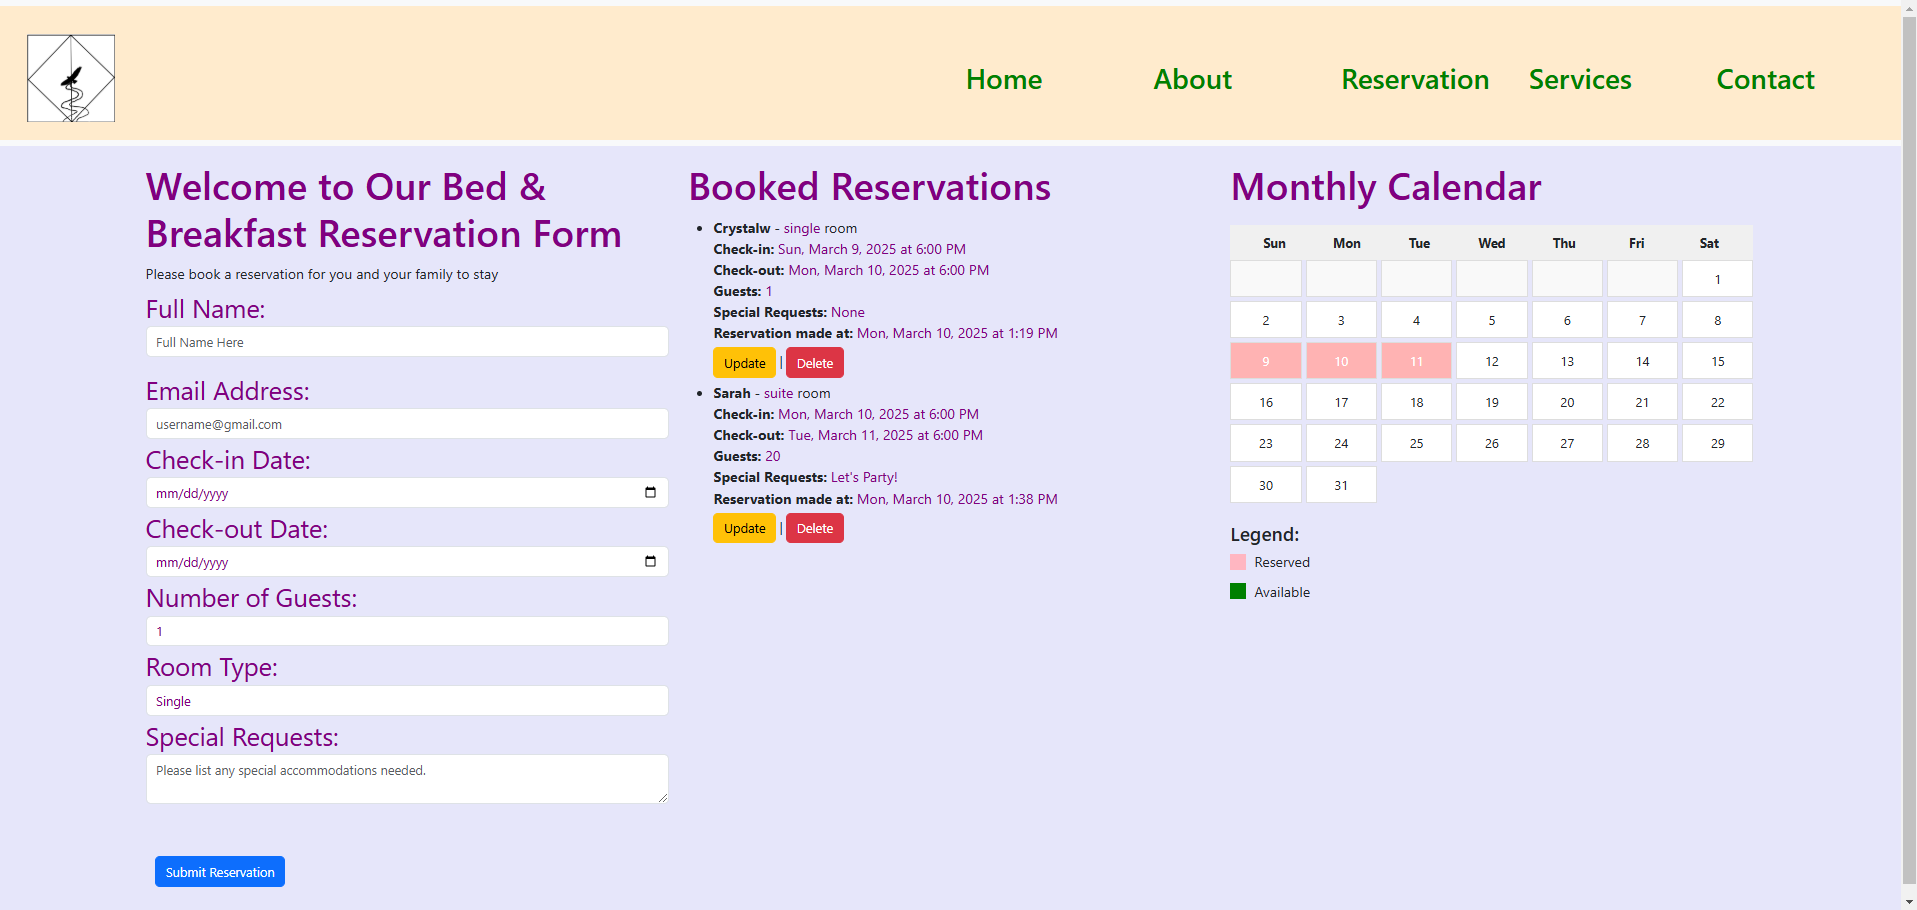 Home About Reservation Services Contact
Welcome to Our Bed &
Breakfast Reservation Form
Please book a reservation for you and your family to stay
Full Name:
Full Name Here
Email Address:
username@gmail.com
Check-in Date:
mm/dd/yyyy
Check-out Date:
mm/dd/yyyy
Number of Guests:
1
Room Type:
Single
Special Requests:
Please list any special accommodations needed.
Submit Reservation
Booked Reservations
Crystalw - single room
Check-in: Sun, March 9, 2025 at 6:00 PM
Check-out: Mon, March 10, 2025 at 6:00 PM
Guests: 1
Special Requests: None
Reservation made at: Mon, March 10, 2025 at 1:19 PM
Update | Delete
Sarah - suite room
Check-in: Mon, March 10, 2025 at 6:00 PM
Check-out: Tue, March 11, 2025 at 6:00 PM
Guests: 20
Special Requests: Let's Party!
Reservation made at: Mon, March 10, 2025 at 1:38 PM
Update | Delete
Monthly Calendar
Sun Mon Tue Wed Thu Fri Sat
1
2 3 4 5 6 7 8
9 10 11 12 13 14 15
16 17 18 19 20 21 22
23 24 25 26 27 28 29
30 31
Legend:
Reserved
Available